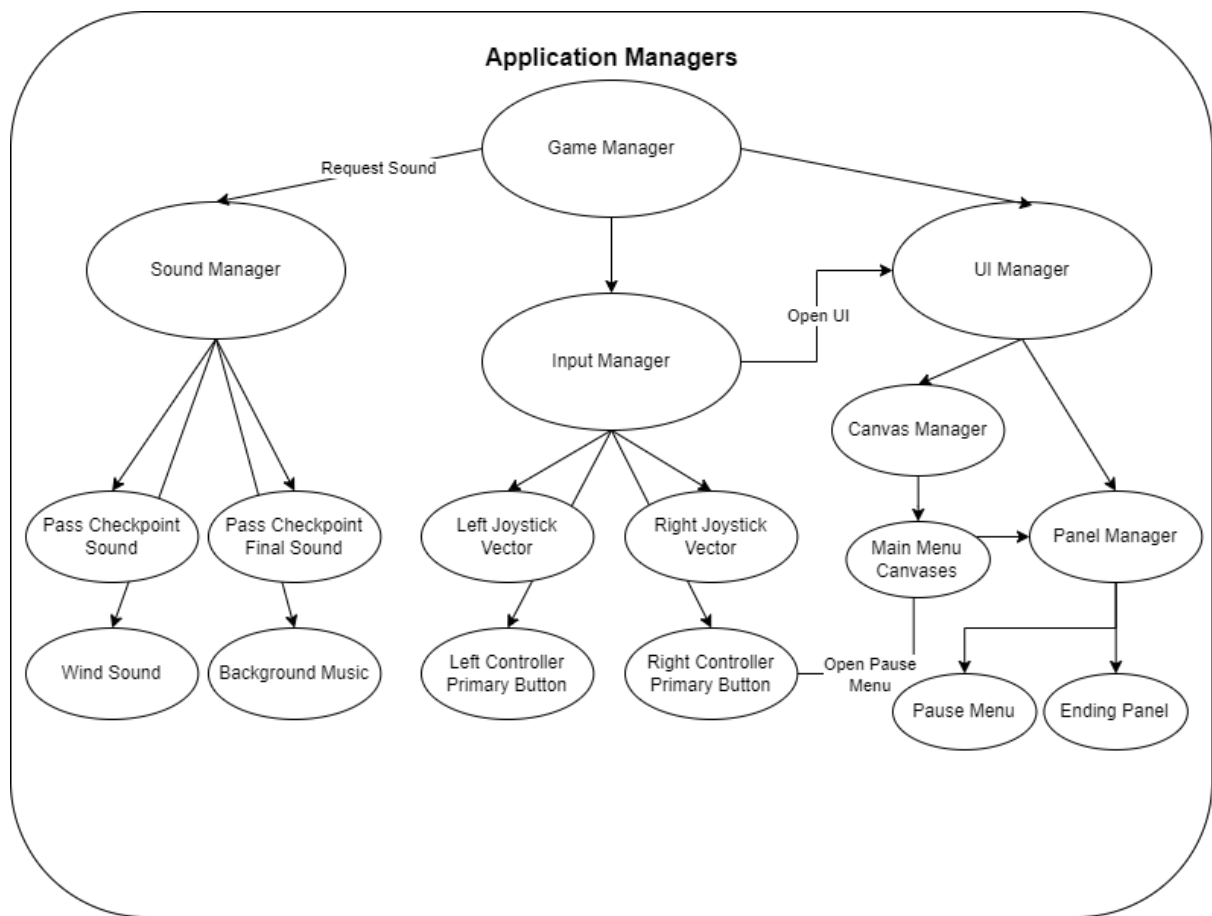 Application Managers
Game Manager
Request Sound
Sound Manager
UI Manager
Open UI
Input Manager
Canvas Manager
Pass Checkpoint
Sound
Pass Checkpoint
Final Sound
Left Joystick
Vector
Right Joystick
Vector
Main Menu
Canvases
Panel Manager
Wind Sound
Background Music
Left Controller
Primary Button
Right Controller
Primary Button
Open Pause
Menu
Pause Menu
Ending Panel